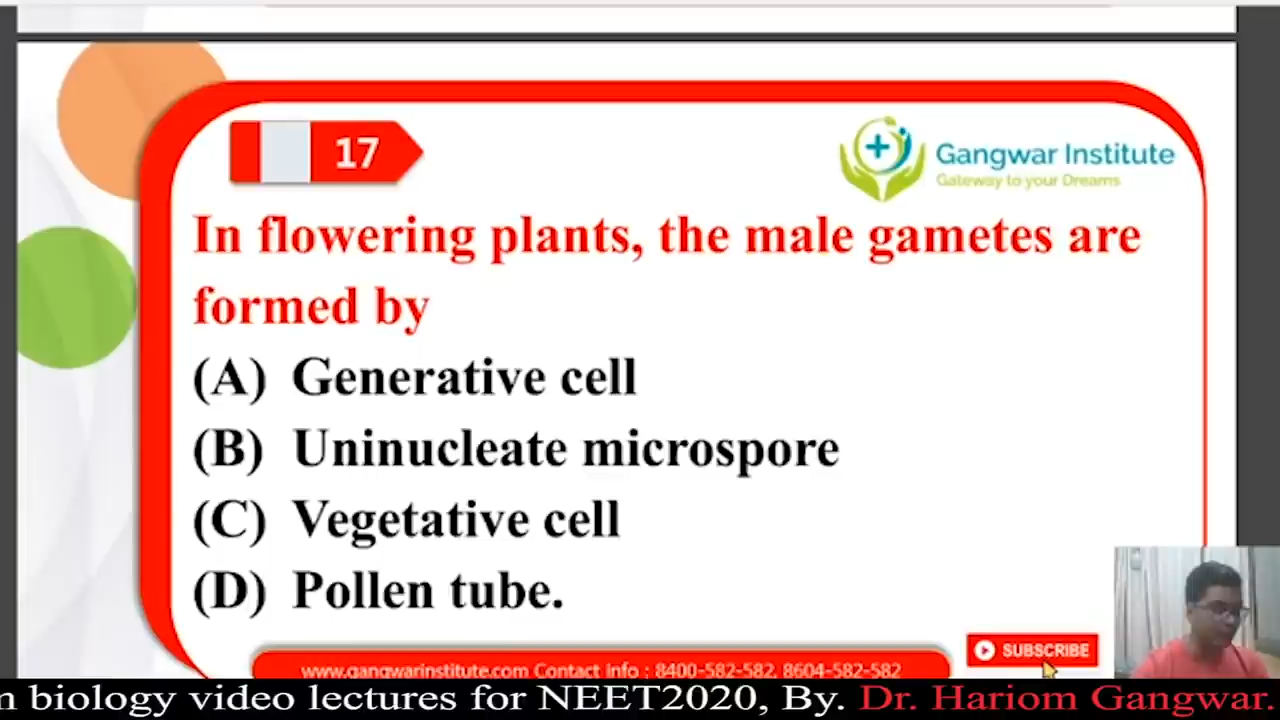 17
Gangwar Institute
Gateway to your Dreams
In flowering plants, the male gametes are
formed by
(A) Generative cell
(B) Uninucleate microspore
(C) Vegetative cell
(D) Pollen tube.
SUBSCRIBE
www.gangwarinstitute.com Contact Info : 8400-582-582, 8604-582-582
biology video lectures for NEET2020, By. Dr. Hariom Gangwar.